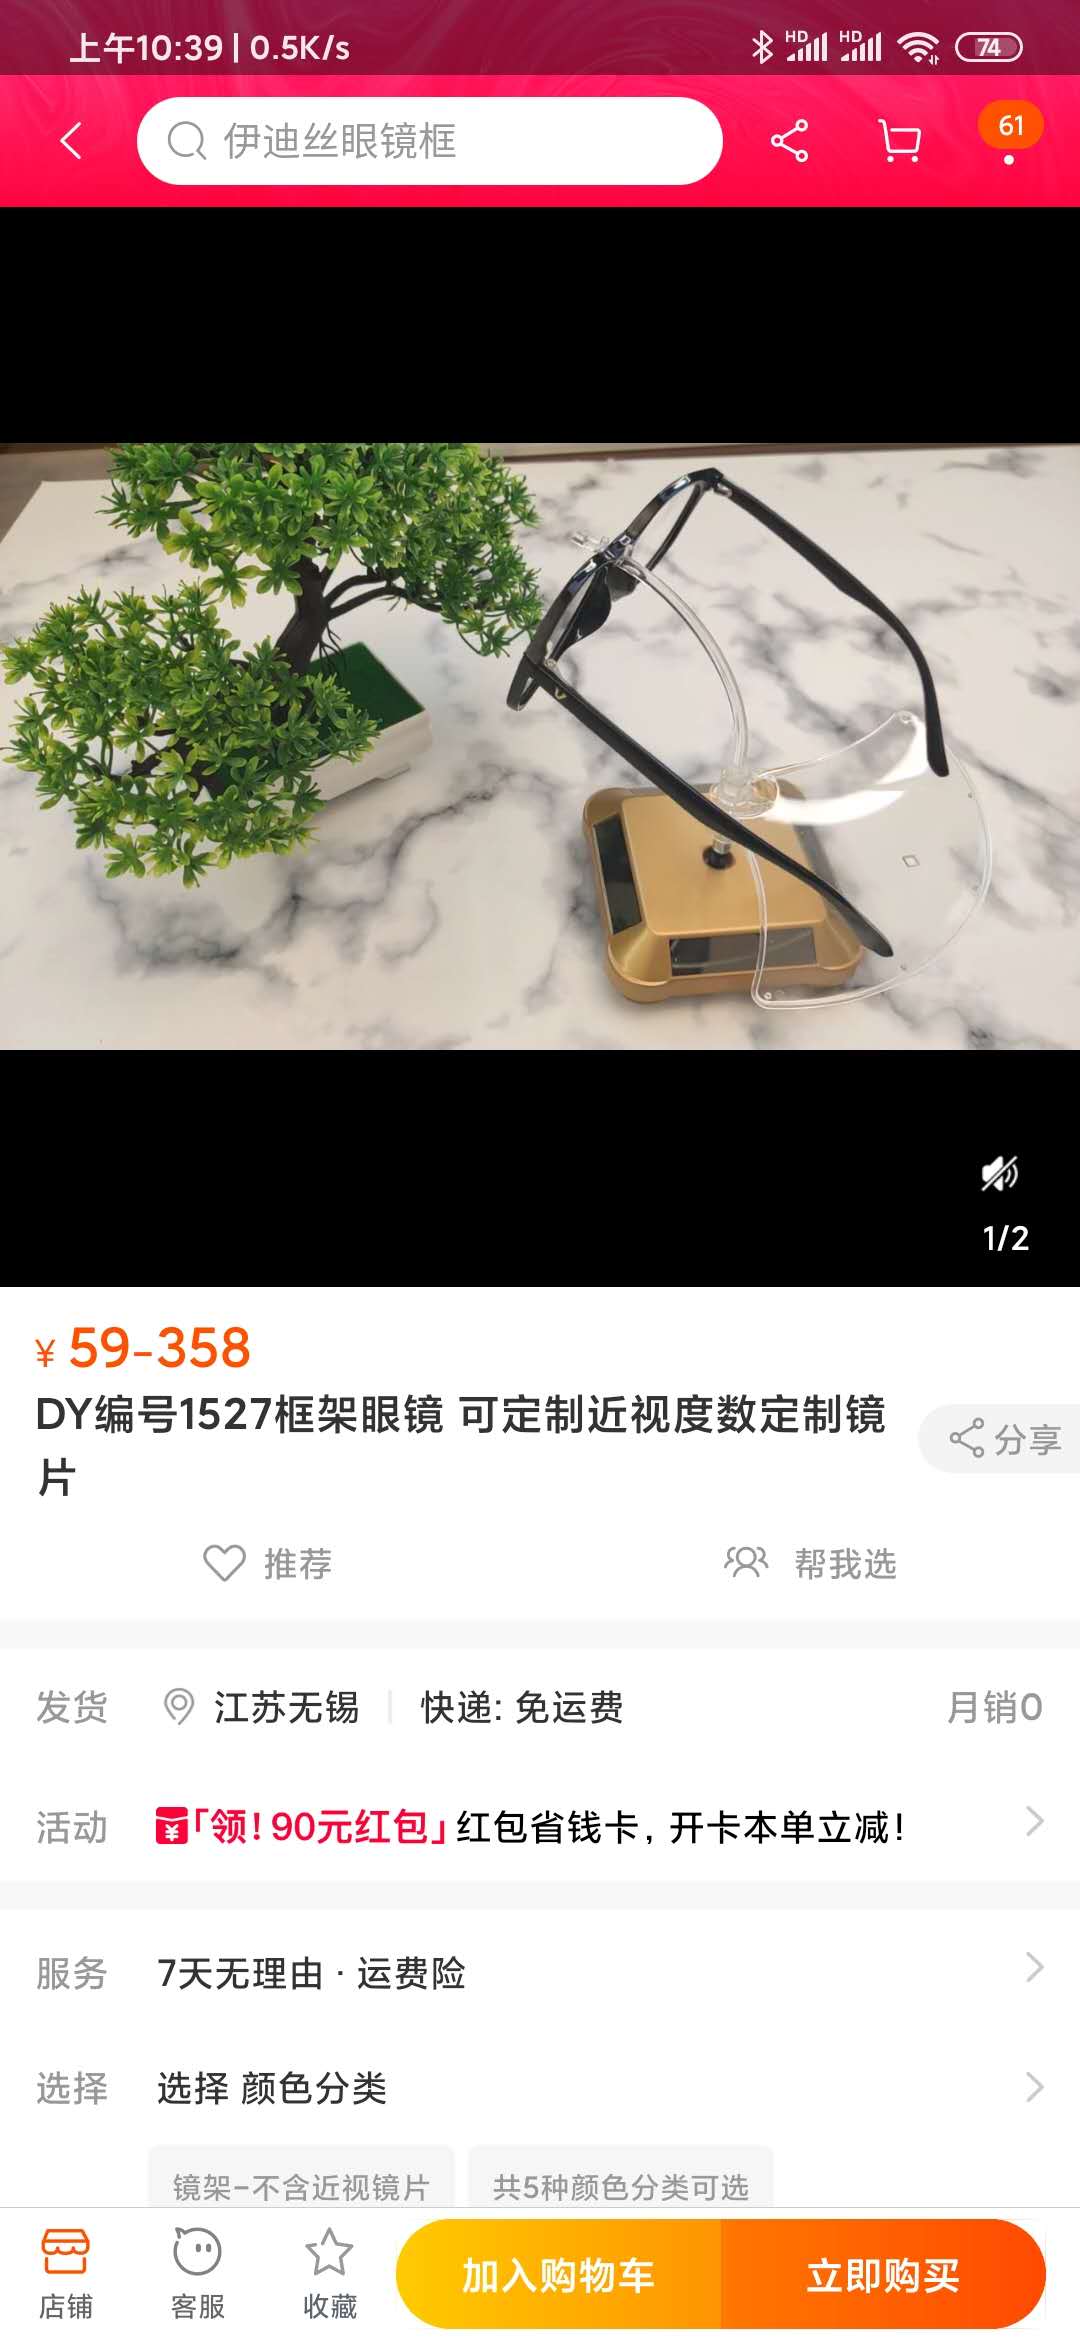 上午10:39 | 0.5K/s
HD HD 74
伊迪丝眼镜框
61
1/2
¥ 59-358
DY编号1527框架眼镜 可定制近视度数定制镜
片
分享
推荐
帮我选
发货 江苏无锡 快递: 免运费 月销0
活动 「领! 90元红包」红包省钱卡, 开卡本单立减!
服务 7天无理由 · 运费险
选择 选择 颜色分类
镜架-不含近视镜片 共5种颜色分类可选
店铺 客服 收藏 加入购物车 立即购买